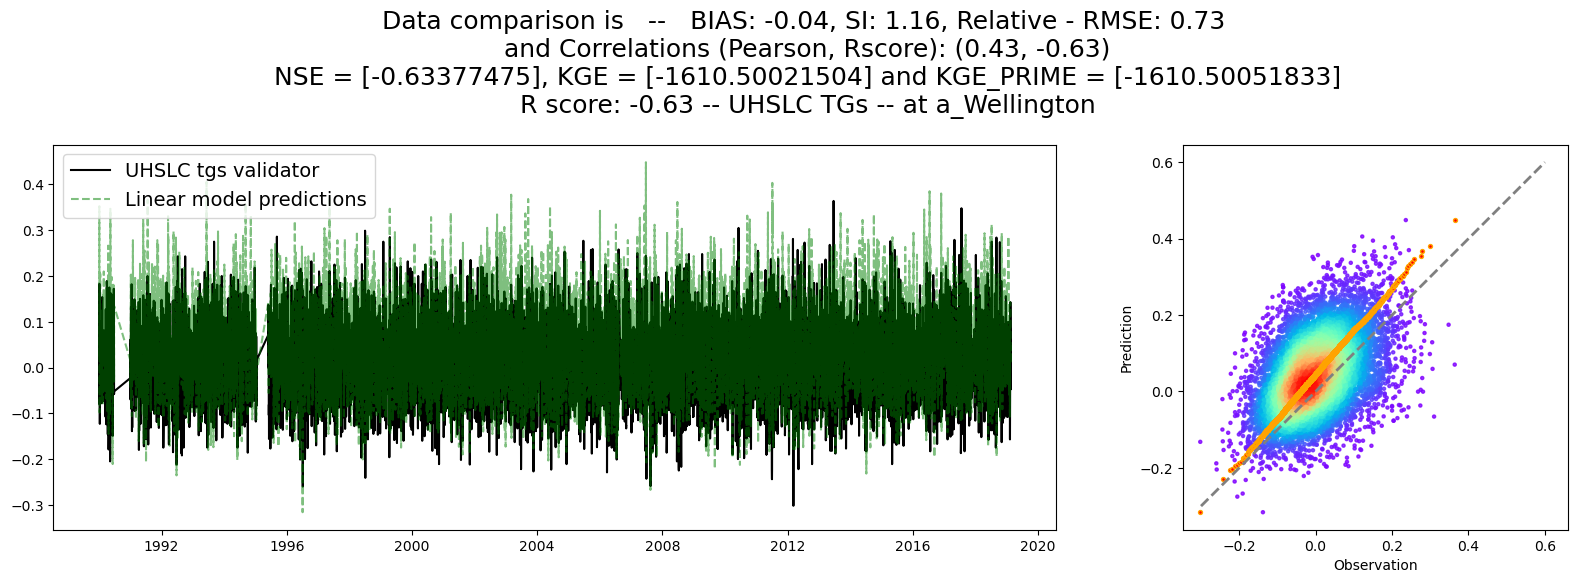 Data comparison is -- BIAS: -0.04, SI: 1.16, Relative - RMSE: 0.73
and Correlations (Pearson, Rscore): (0.43, -0.63)
NSE = [-0.63377475], KGE = [-1610.50021504] and KGE_PRIME = [-1610.50051833]
R score: -0.63 -- UHSLC TGs -- at a_Wellington
UHSLC tgs validator
Linear model predictions
0.4
0.3
0.2
0.1
0.0
−0.1
−0.2
−0.3
1992 1996 2000 2004 2008 2012 2016 2020
Prediction
0.6
0.4
0.2
0.0
−0.2
−0.2 0.0 0.2 0.4 0.6
Observation